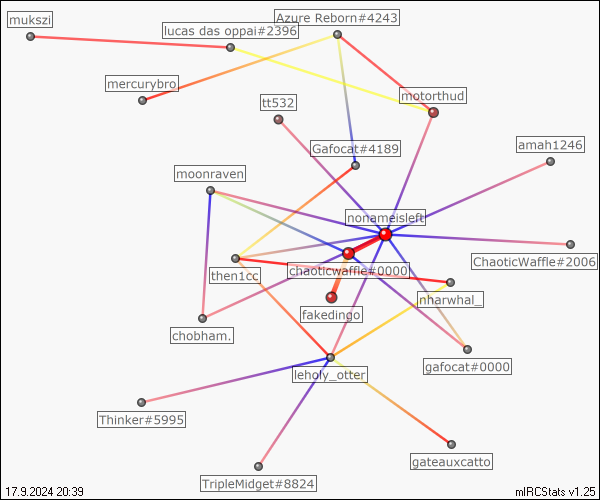 mukszi
Azure Reborn#4243
lucas das oppai#2396
mercurybro
tt532
motorthud
Gafocat#4189
amah1246
moonraven
nonameisleft
ChaoticWaffle#2006
then1cc
chaoticwaffle#0000
nharwhal_
fakedingo
chobham.
gafocat#0000
leholy_otter
Thinker#5995
gateauxcatto
TripleMidget#8824
17.9.2024 20:39
mIRCStats v1.25